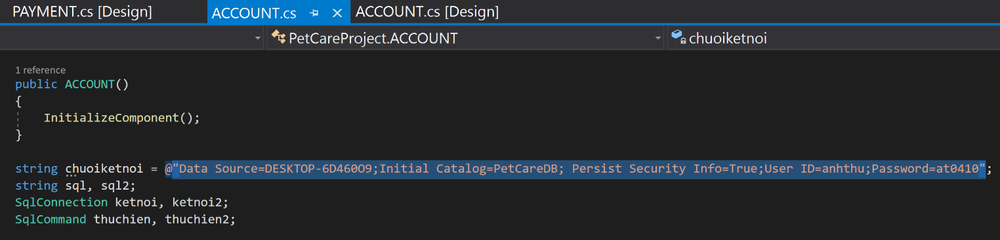 PAYMENT.cs [Design] ACCOUNT.cs ACCOUNT.cs [Design]
PetCareProject.ACCOUNT chuoiketnoi
1 reference
public ACCOUNT()
{
InitializeComponent();
}
string chuoiketnoi = @"Data Source=DESKTOP-6D460O9;Initial Catalog=PetCareDB; Persist Security Info=True;User ID=anhthu;Password=at0410";
string sql, sql2;
SqlConnection ketnoi, ketnoi2;
SqlCommand thuchien, thuchien2;